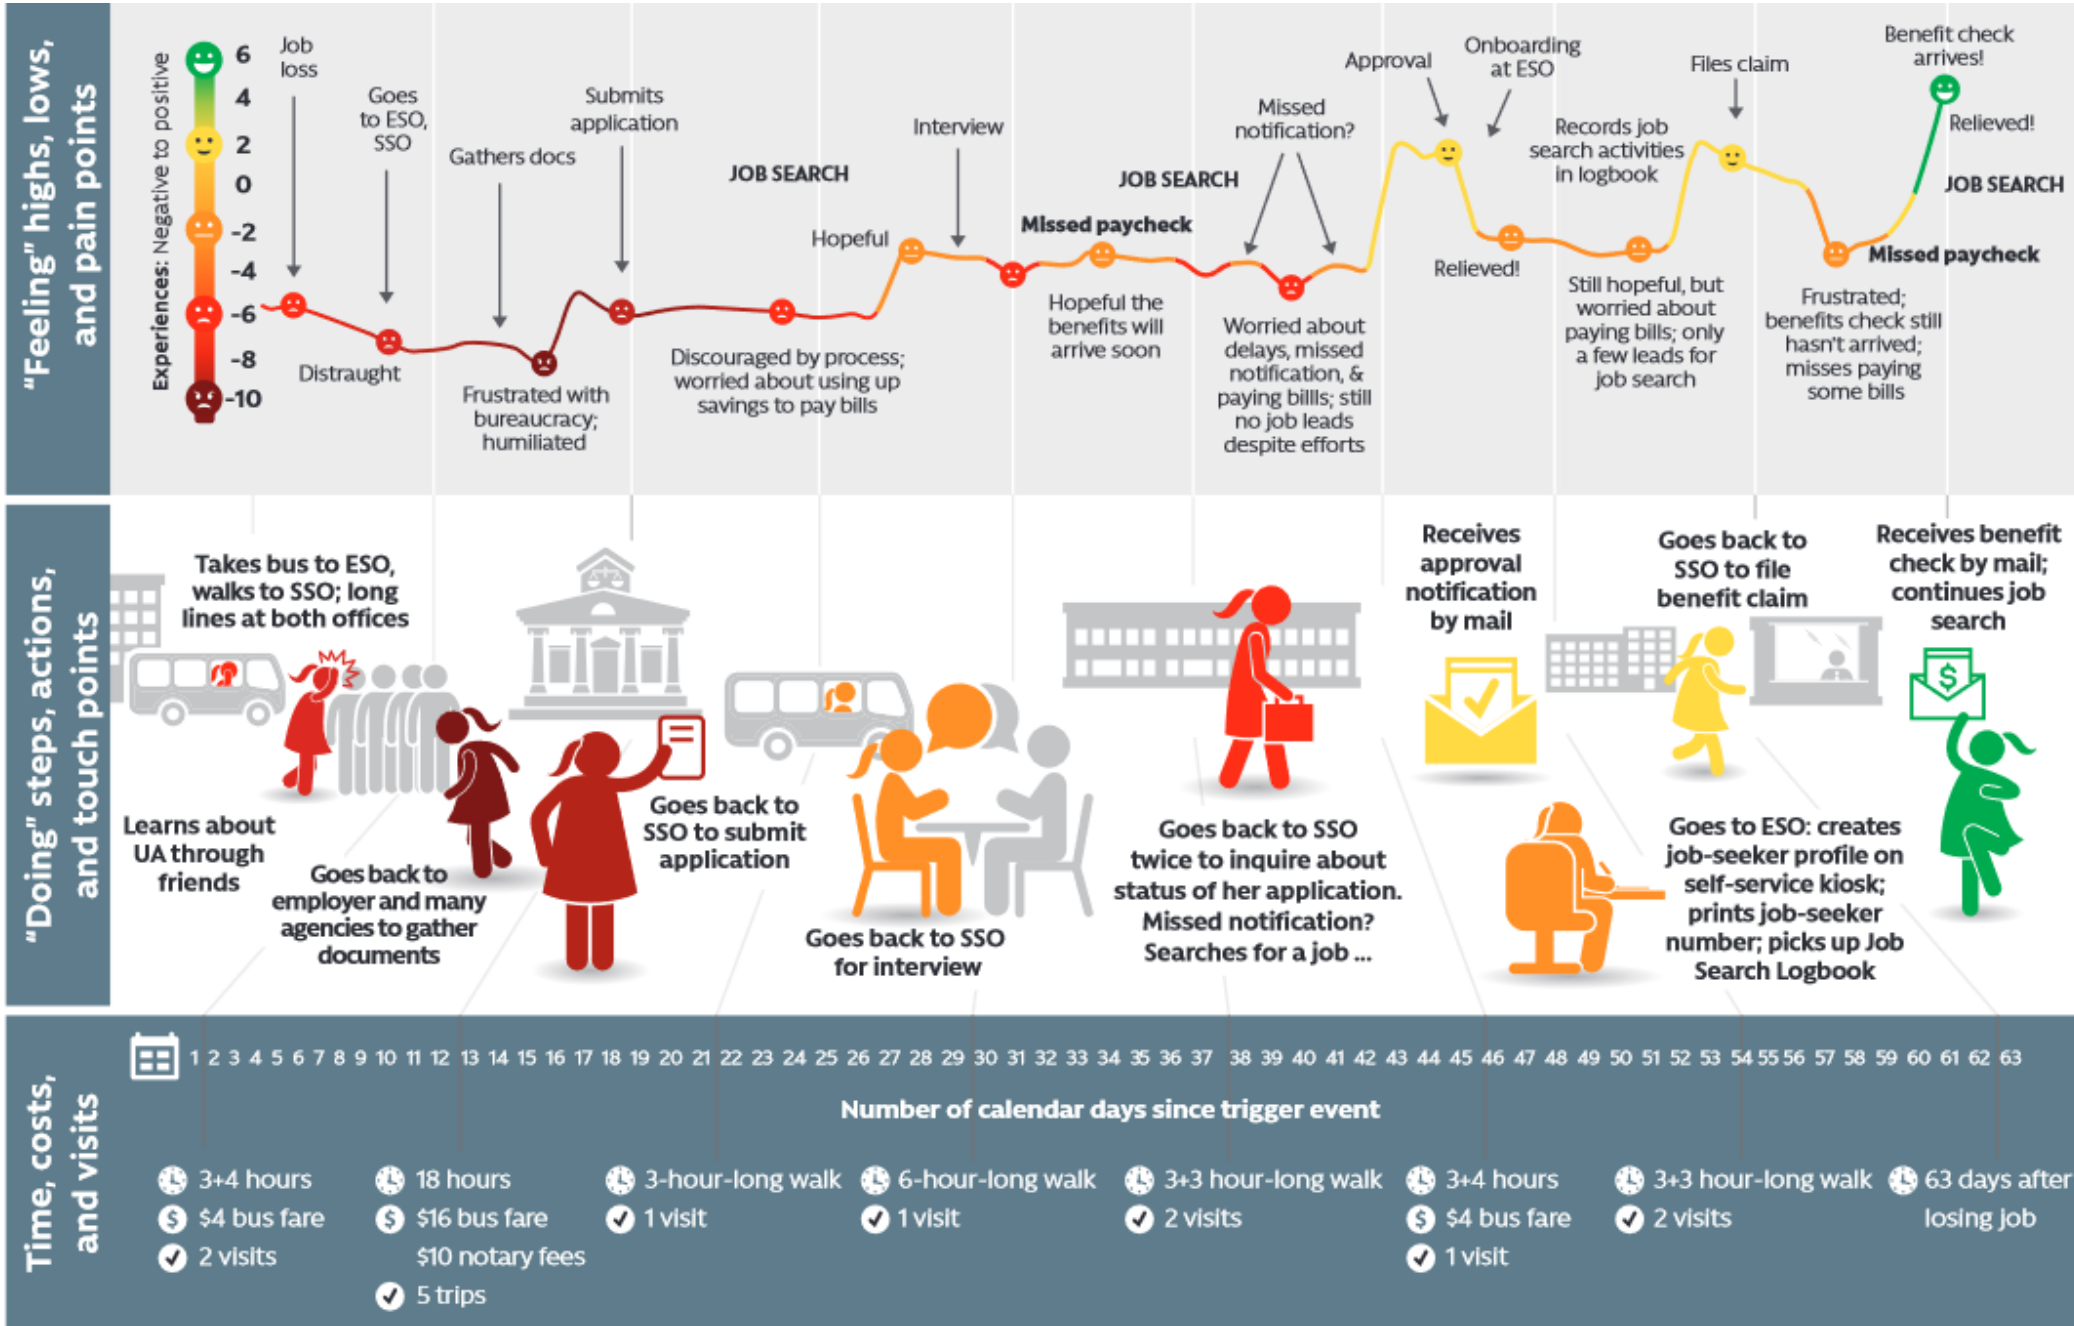 "Feeling" highs, lows,
and pain points
Experiences: Negative to positive
6
4
2
0
-2
-4
-6
-8
-10
Job
loss
Goes
to ESO,
SSO
Gathers docs
Submits
application
JOB SEARCH
Interview
Hopeful
Missed paycheck
JOB SEARCH
Missed
notification?
Approval
Onboarding
at ESO
Records job
search activities
in logbook
Files claim
Benefit check
arrives!
Relieved!
JOB SEARCH
Missed paycheck
Distraught
Frustrated with
bureaucracy;
humiliated
Discouraged by process;
worried about using up
savings to pay bills
Hopeful the
benefits will
arrive soon
Worried about
delays, missed
notification, &
paying billls; still
no job leads
despite efforts
Relieved!
Still hopeful, but
worried about
paying bills; only
a few leads for
job search
Frustrated;
benefits check still
hasn't arrived;
misses paying
some bills
"Doing" steps, actions,
and touch points
Takes bus to ESO,
walks to SSO; long
lines at both offices
Learns about
UA through
friends
Goes back to
employer and many
agencies to gather
documents
Goes back to
SSO to submit
application
Goes back to SSO
for interview
Goes back to SSO
twice to inquire about
status of her application.
Missed notification?
Searches for a job ...
Receives
approval
notification
by mail
Goes back to
SSO to file
benefit claim
Goes to ESO: creates
job-seeker profile on
self-service kiosk;
prints job-seeker
number; picks up Job
Search Logbook
Receives benefit
check by mail;
continues job
search
$
Time, costs,
and visits
1 2 3 4 5 6 7 8 9 10 11 12 13 14 15 16 17 18 19 20 21 22 23 24 25 26 27 28 29 30 31 32 33 34 35 36 37 38 39 40 41 42 43 44 45 46 47 48 49 50 51 52 53 54 55 56 57 58 59 60 61 62 63
Number of calendar days since trigger event
3+4 hours
$ $4 bus fare
2 visits
18 hours
$ $16 bus fare
$10 notary fees
5 trips
3-hour-long walk
1 visit
6-hour-long walk
1 visit
3+3 hour-long walk
2 visits
3+4 hours
$ $4 bus fare
1 visit
3+3 hour-long walk
2 visits
63 days after
losing job